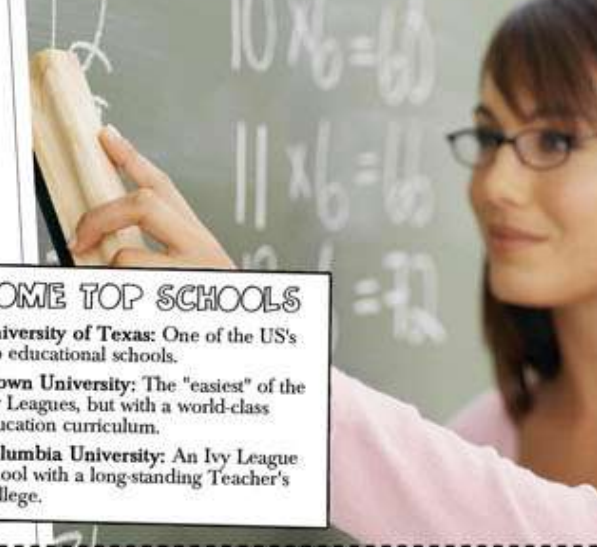 10 x 6 = 60
11 x 6 = 66
6 = 72
OME TOP SCHOOLS
iversity of Texas: One of the US's
educational schools.
own University: The "easiest" of the
Leagues, but with a world-class
ucation curriculum.
lumbia University: An Ivy League
ool with a long-standing Teacher's
llege.